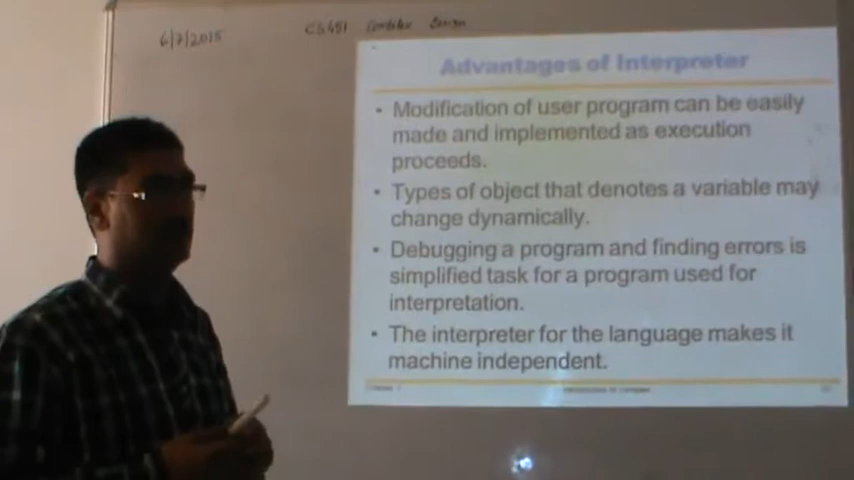 6/7/2015
CS451 Compiler Design
Advantages of Interpreter
• Modification of user program can be easily
made and implemented as execution
proceeds.
• Types of object that denotes a variable may
change dynamically.
• Debugging a program and finding errors is
simplified task for a program used for
interpretation.
• The interpreter for the language makes it
machine independent.